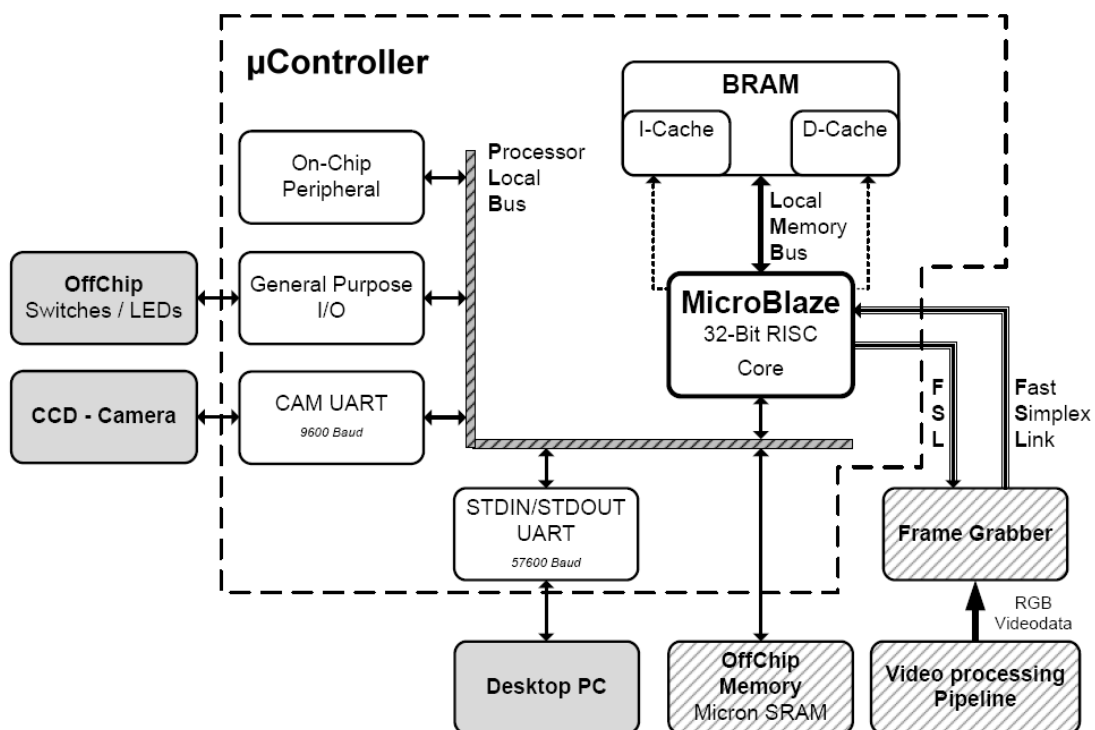 µController
BRAM
I-Cache
D-Cache
On-Chip
Peripheral
Processor
Local
Bus
Local
Memory
Bus
OffChip
Switches / LEDs
General Purpose
I/O
MicroBlaze
32-Bit RISC
Core
CCD - Camera
CAM UART
9600 Baud
F
S
L
Fast
Simplex
Link
STDIN/STDOUT
UART
57600 Baud
Frame Grabber
RGB
Videodata
Desktop PC
OffChip
Memory
Micron SRAM
Video processing
Pipeline